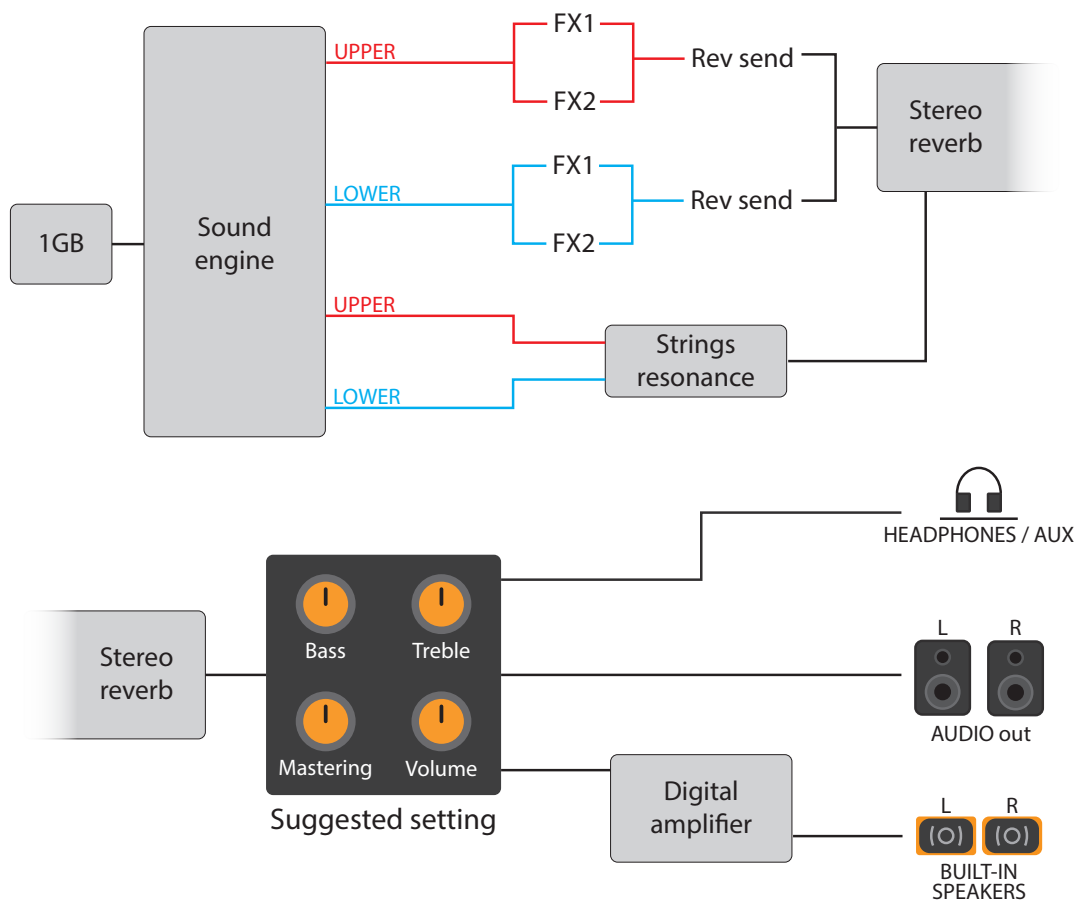 FX1
UPPER
Rev send
FX2
Stereo
reverb
FX1
LOWER
Rev send
FX2
1GB
Sound
engine
UPPER
Strings
resonance
LOWER
HEADPHONES / AUX
Bass
Treble
Stereo
reverb
Mastering
Volume
Suggested setting
L R
AUDIO out
Digital
amplifier
L R
BUILT-IN
SPEAKERS